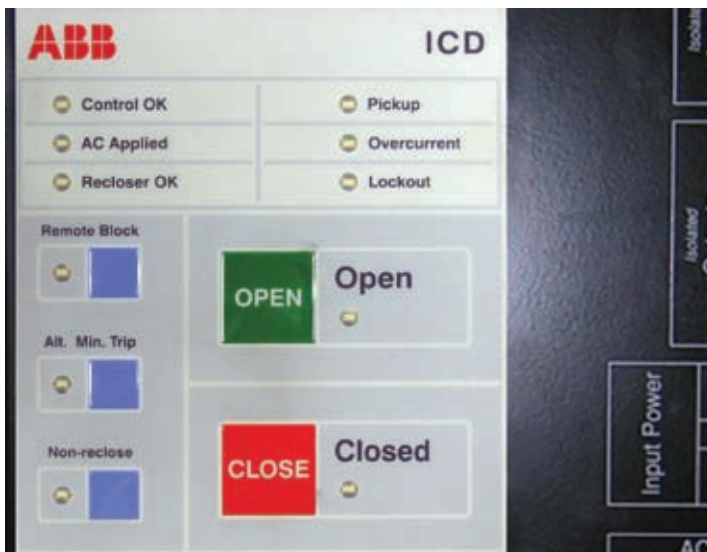 ABB ICD
Control OK
Pickup
AC Applied
Overcurrent
Recloser OK
Lockout
Remote Block
OPEN
Open
Alt. Min. Trip
Non-reclose
CLOSE
Closed
Isolated
Isolated
Input Power
AC